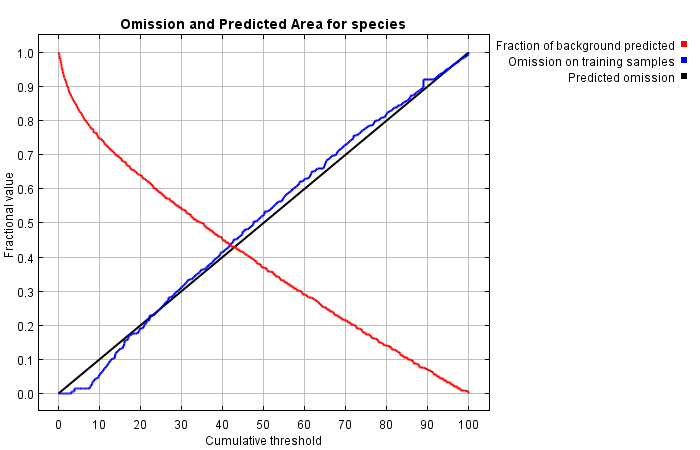 Omission and Predicted Area for species
Fraction of background predicted
Omission on training samples
Predicted omission
Fractional value
1.0
0.9
0.8
0.7
0.6
0.5
0.4
0.3
0.2
0.1
0.0
0 10 20 30 40 50 60 70 80 90 100
Cumulative threshold